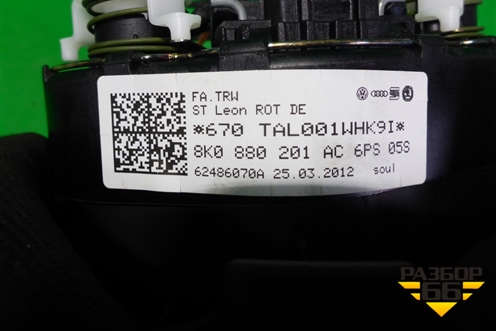 FA.TRW
ST Leon ROT DE
*670 TAL001WHK9I*
8K0 880 201 AC 6PS 05S
62486070A 25.03.2012 soul
РАЗБОР
66